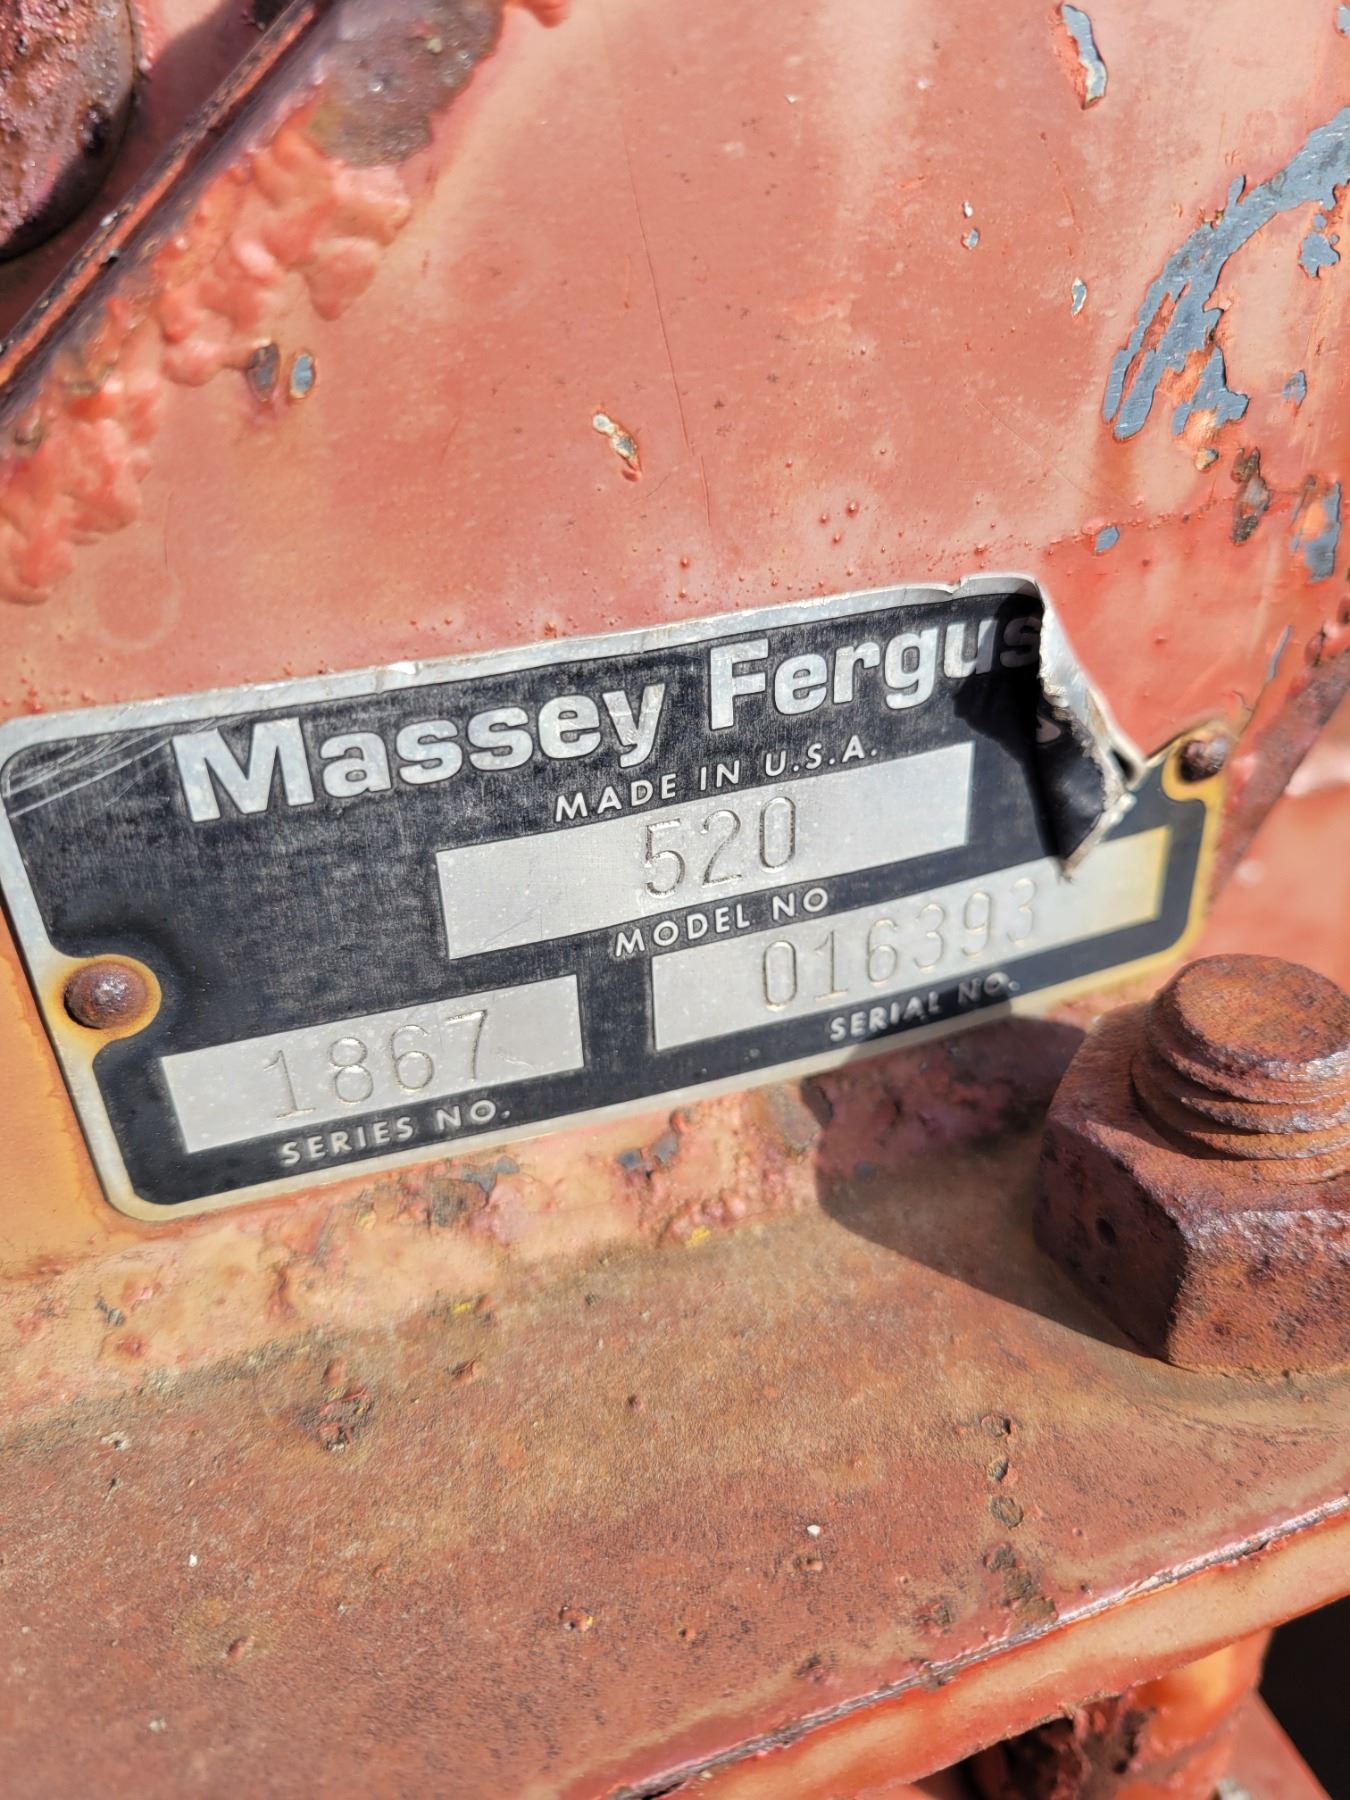 Massey Fergus
MADE IN U.S.A.
520
MODEL NO
016393
SERIAL NO.
1867
SERIES NO.